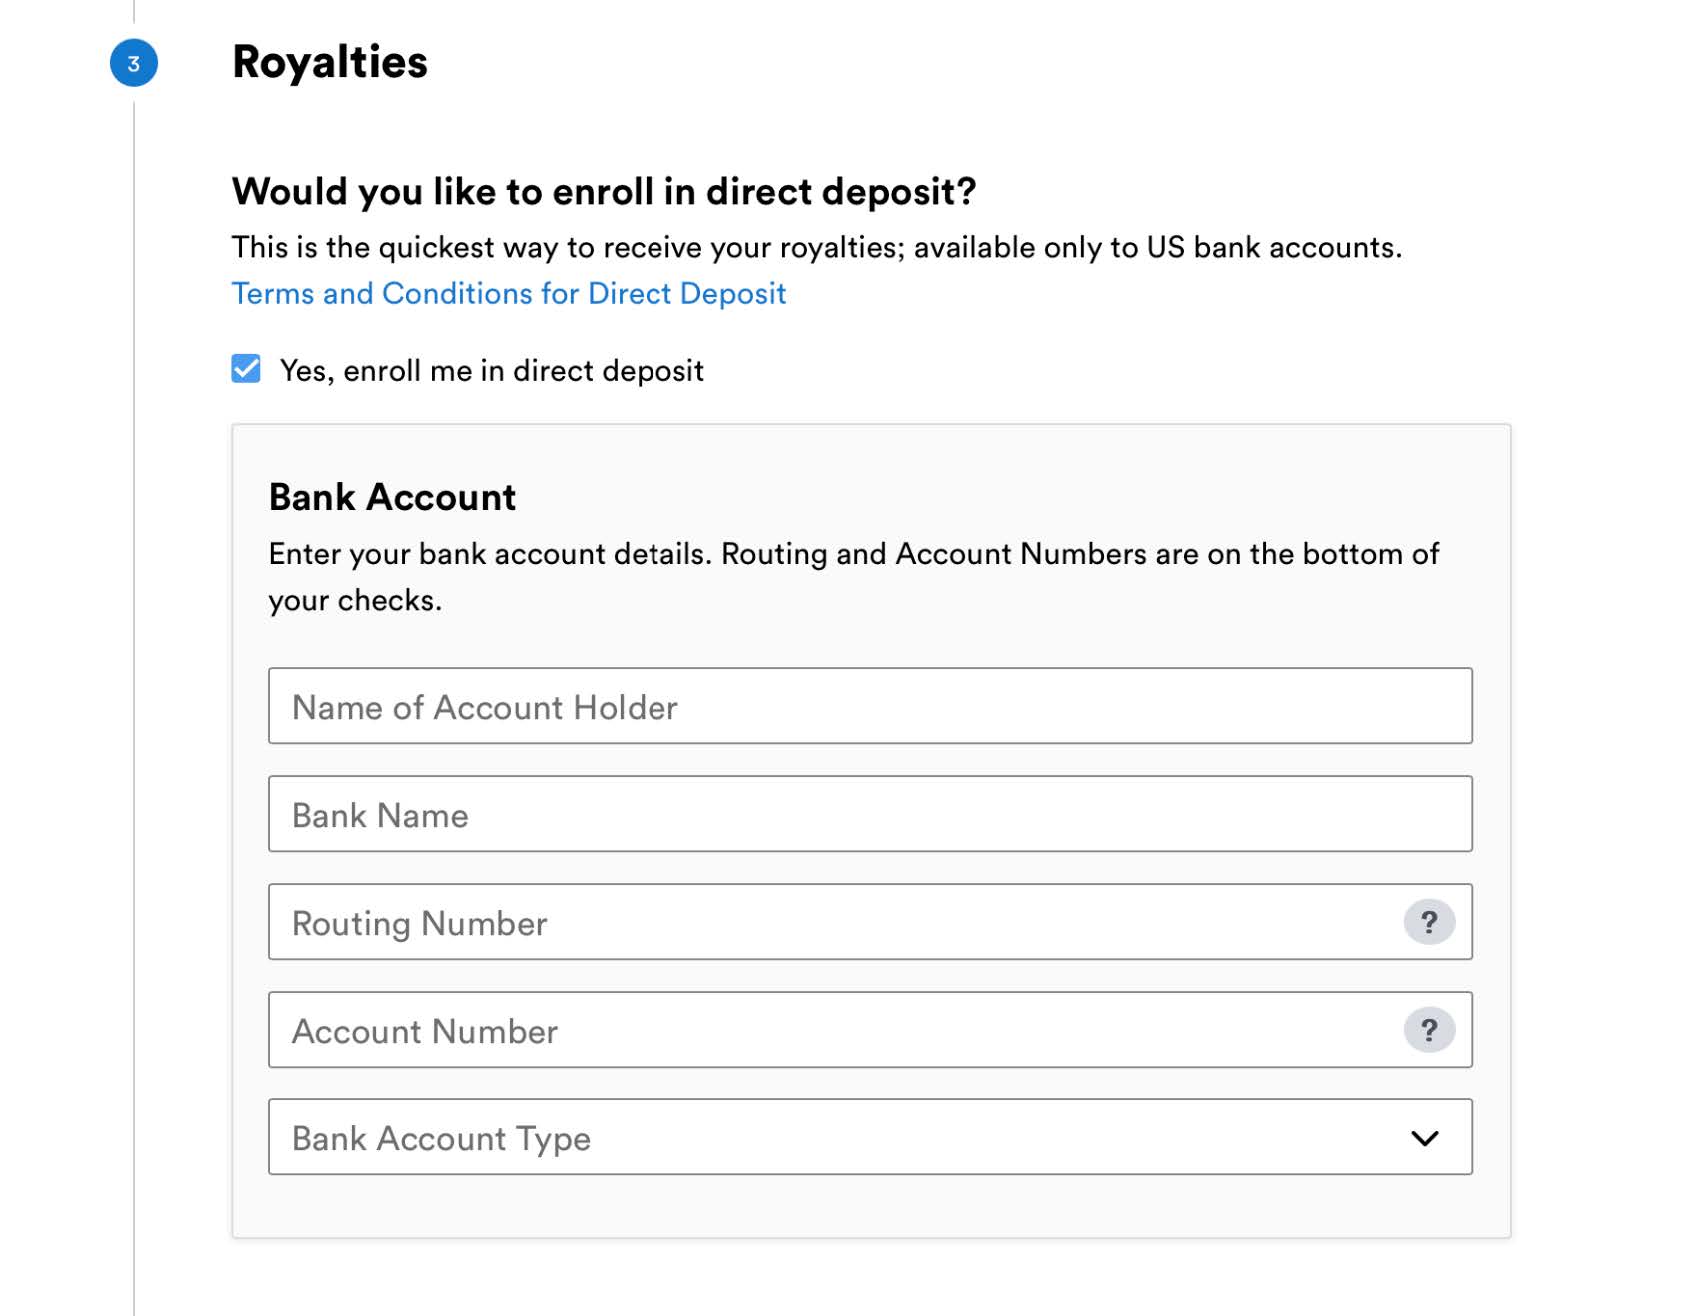 3
Royalties
Would you like to enroll in direct deposit?
This is the quickest way to receive your royalties; available only to US bank accounts.
Terms and Conditions for Direct Deposit
Yes, enroll me in direct deposit
Bank Account
Enter your bank account details. Routing and Account Numbers are on the bottom of
your checks.
Name of Account Holder
Bank Name
Routing Number ?
Account Number ?
Bank Account Type